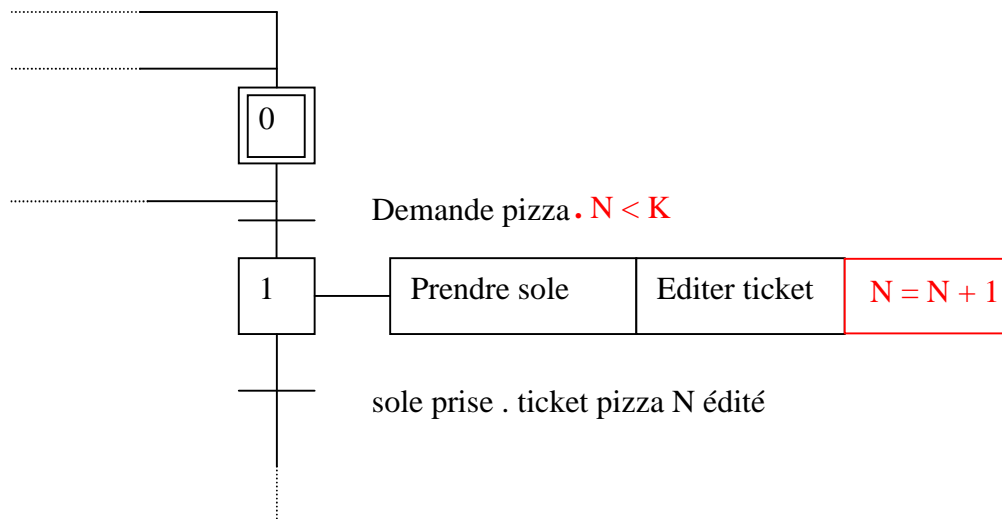 0
Demande pizza . N < K
1 Prendre sole Editer ticket N = N + 1
sole prise . ticket pizza N édité